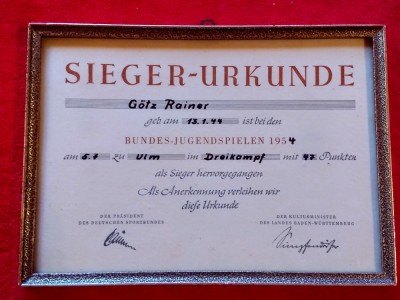 SIEGER-URKUNDE
Götz Rainer
geb am 13.1.44 ist bei den
BUNDES-JUGENDSPIELEN 1954
am 5.7 zu Ulm im Dreikampf mit 47 Punkten
als Sieger hervorgegangen
Als Anerkennung verleihen wir
diese Urkunde
DER PRÄSIDENT
DES DEUTSCHEN SPORTBUNDES
DER KULTMINISTER
DES LANDES BADEN-WÜRTTEMBERG